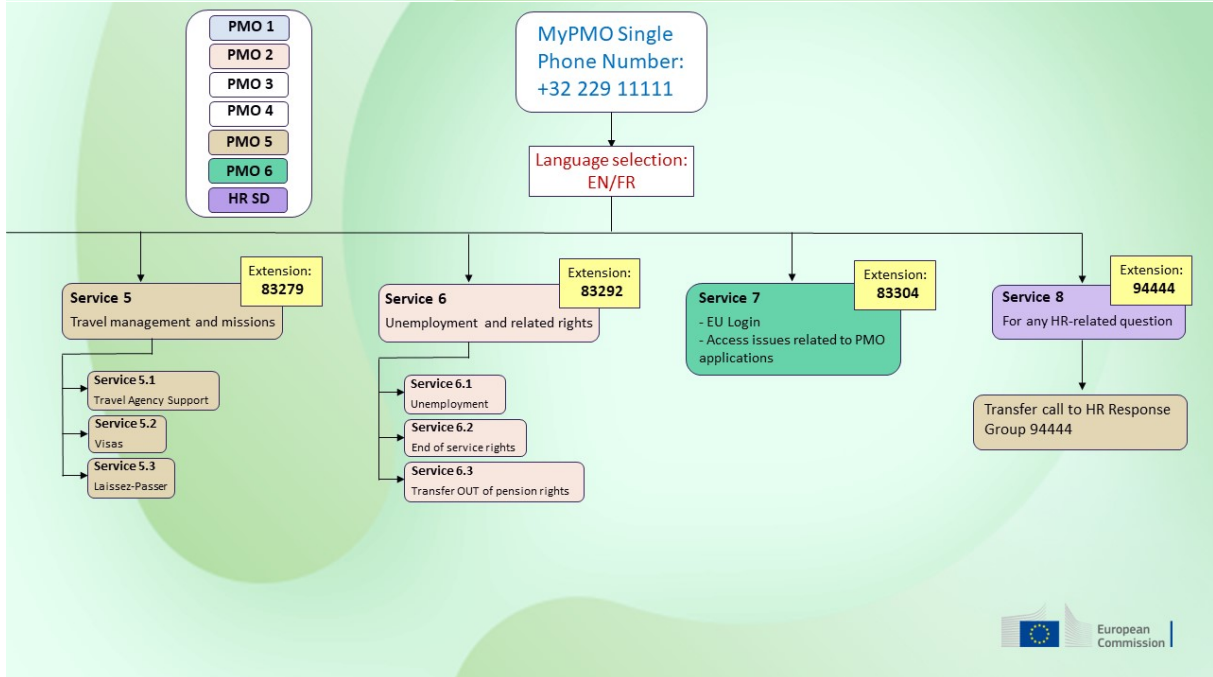 PMO 1
PMO 2
PMO 3
PMO 4
PMO 5
PMO 6
HR SD
MyPMO Single
Phone Number:
+32 229 11111
Language selection:
EN/FR
Extension:
83279
Service 5
Travel management and missions
Service 5.1
Travel Agency Support
Service 5.2
Visas
Service 5.3
Laissez-Passer
Extension:
83292
Service 6
Unemployment and related rights
Service 6.1
Unemployment
Service 6.2
End of service rights
Service 6.3
Transfer OUT of pension rights
Extension:
83304
Service 7
- EU Login
- Access issues related to PMO
applications
Extension:
94444
Service 8
For any HR-related question
Transfer call to HR Response
Group 94444
European
Commission